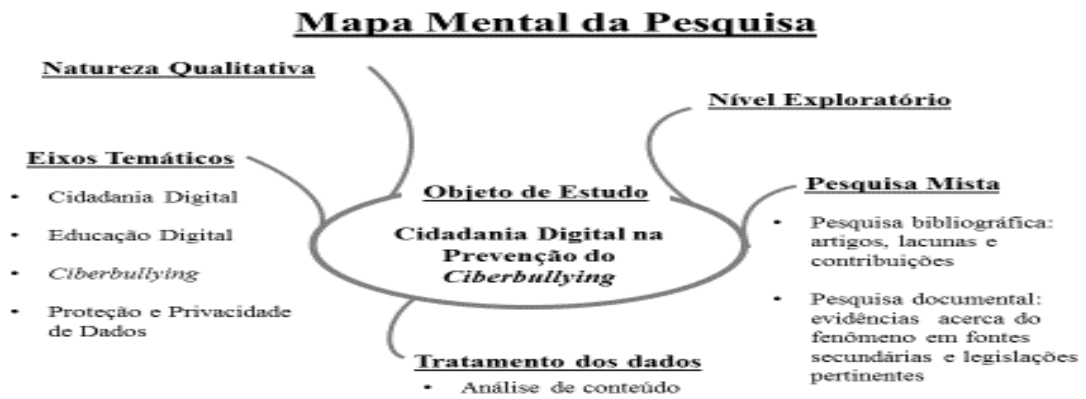 Mapa Mental da Pesquisa
Natureza Qualitativa
Nível Exploratório
Eixos Temáticos
• Cidadania Digital
• Educação Digital
• Ciberbullying
• Proteção e Privacidade
de Dados
Objeto de Estudo
Cidadania Digital na
Prevenção do
Ciberbullying
Pesquisa Mista
• Pesquisa bibliográfica:
artigos, lacunas e
contribuições
• Pesquisa documental:
evidências acerca do
fenômeno em fontes
secundárias e legislações
pertinentes
Tratamento dos dados
• Análise de conteúdo